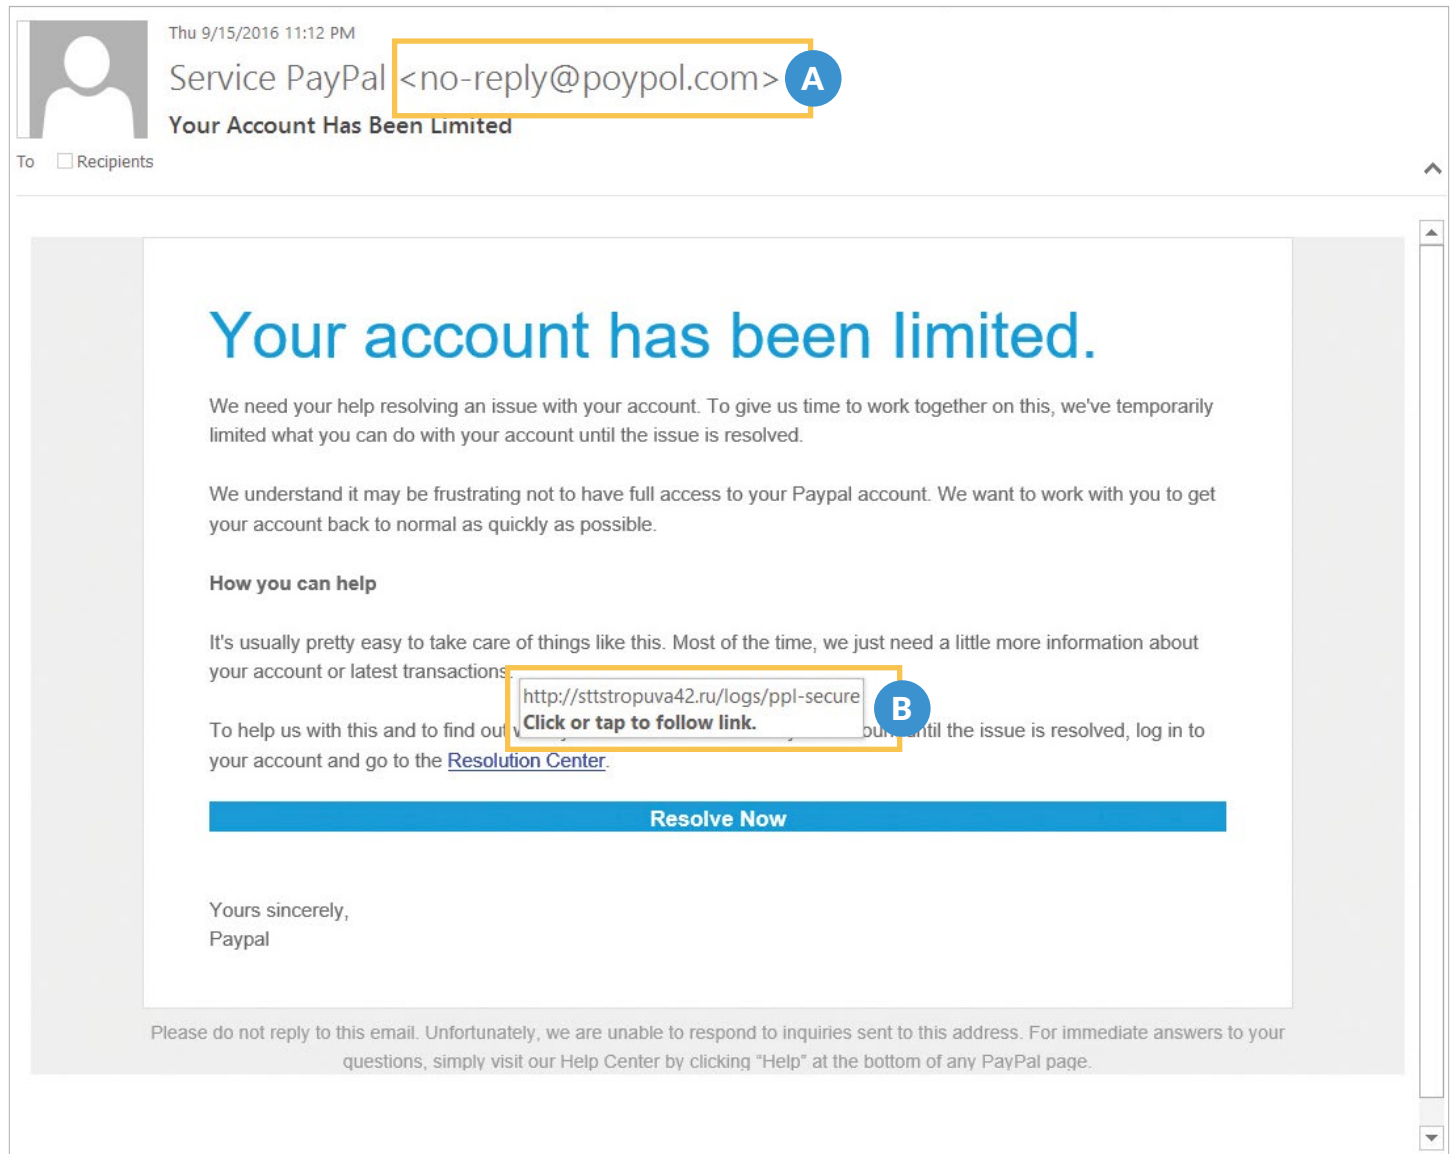 Thu 9/15/2016 11:12 PM
Service PayPal <no-reply@poypol.com>
A
Your Account Has Been Limited
To Recipients
Your account has been limited.
We need your help resolving an issue with your account. To give us time to work together on this, we've temporarily
limited what you can do with your account until the issue is resolved.
We understand it may be frustrating not to have full access to your Paypal account. We want to work with you to get
your account back to normal as quickly as possible.
How you can help
It's usually pretty easy to take care of things like this. Most of the time, we just need a little more information about
your account or latest transactions.
http://sttstropuva42.ru/logs/ppl-secure
Click or tap to follow link.
B
To help us with this and to find out until the issue is resolved, log in to
your account and go to the Resolution Center.
Resolve Now
Yours sincerely,
Paypal
Please do not reply to this email. Unfortunately, we are unable to respond to inquiries sent to this address. For immediate answers to your
questions, simply visit our Help Center by clicking “Help” at the bottom of any PayPal page.